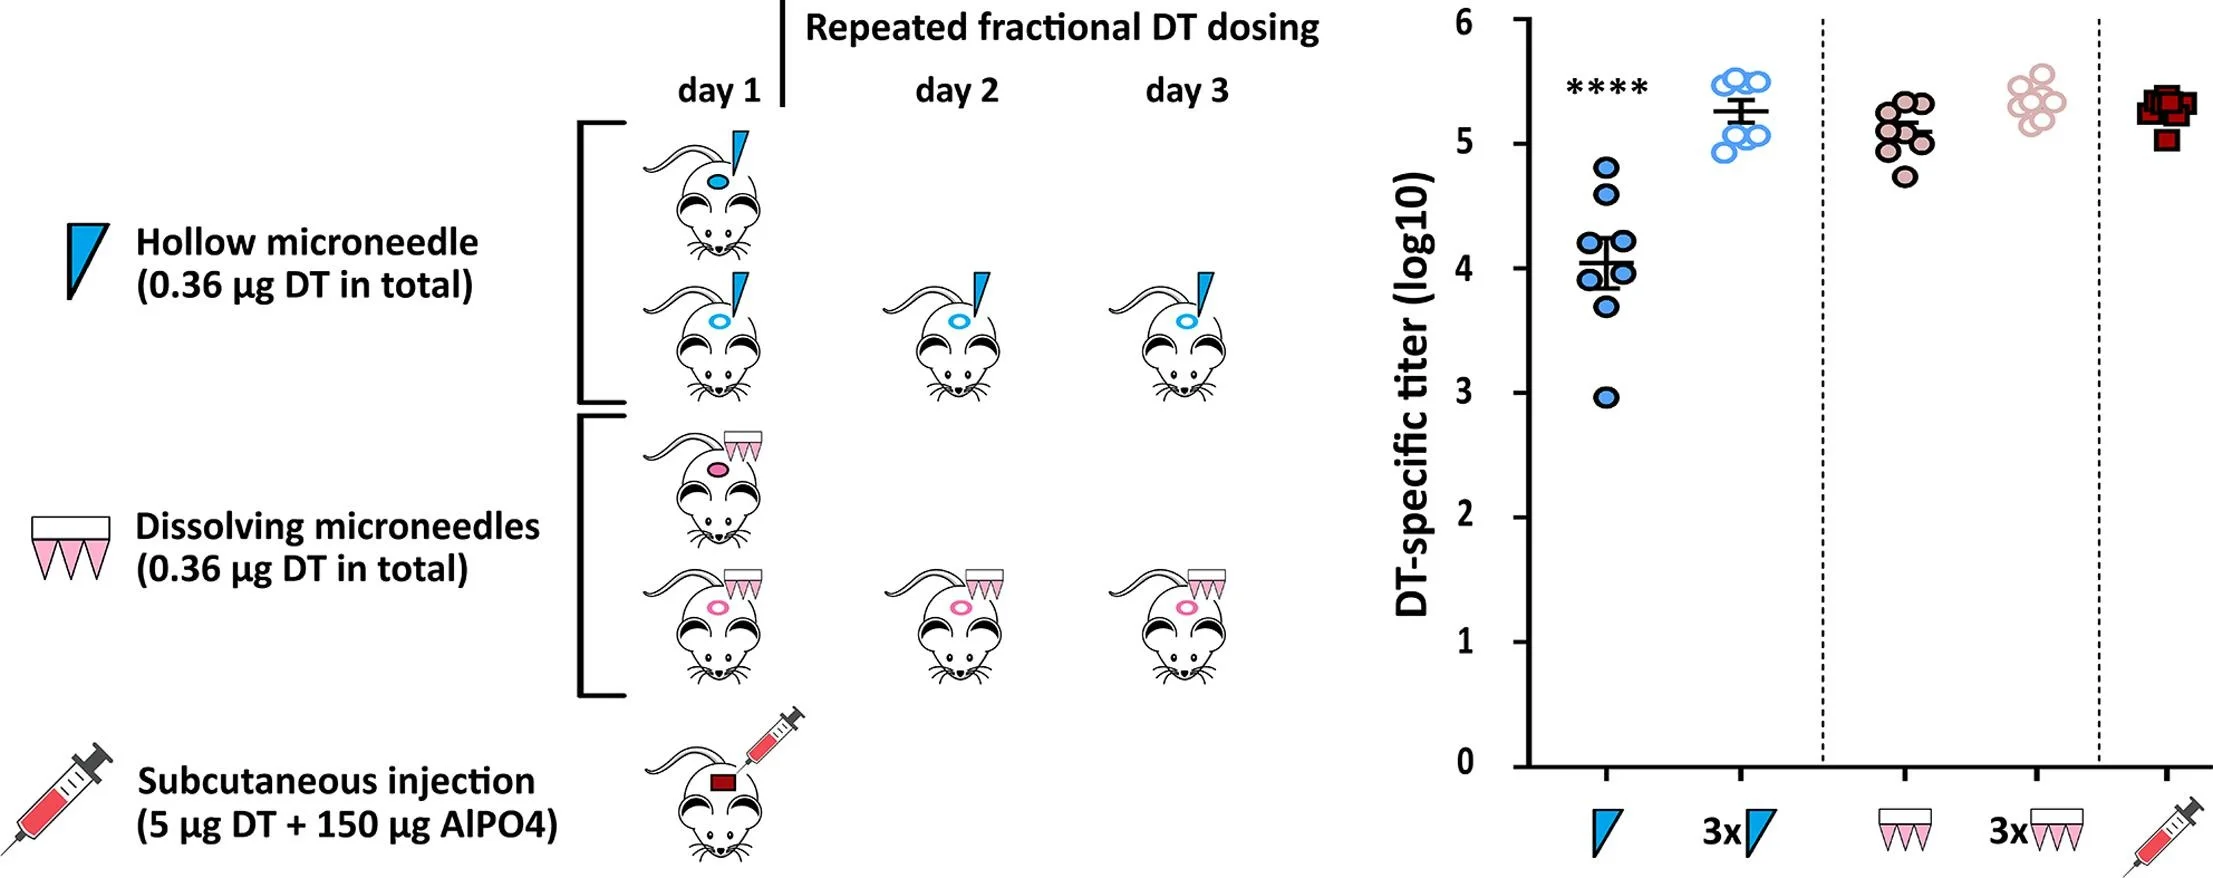 Repeated fractional DT dosing
day 1
day 2
day 3
Hollow microneedle
(0.36 µg DT in total)
Dissolving microneedles
(0.36 µg DT in total)
Subcutaneous injection
(5 µg DT + 150 µg AlPO4)
DT-specific titer (log10)
6
5
4
3
2
1
0
****
3x
3x